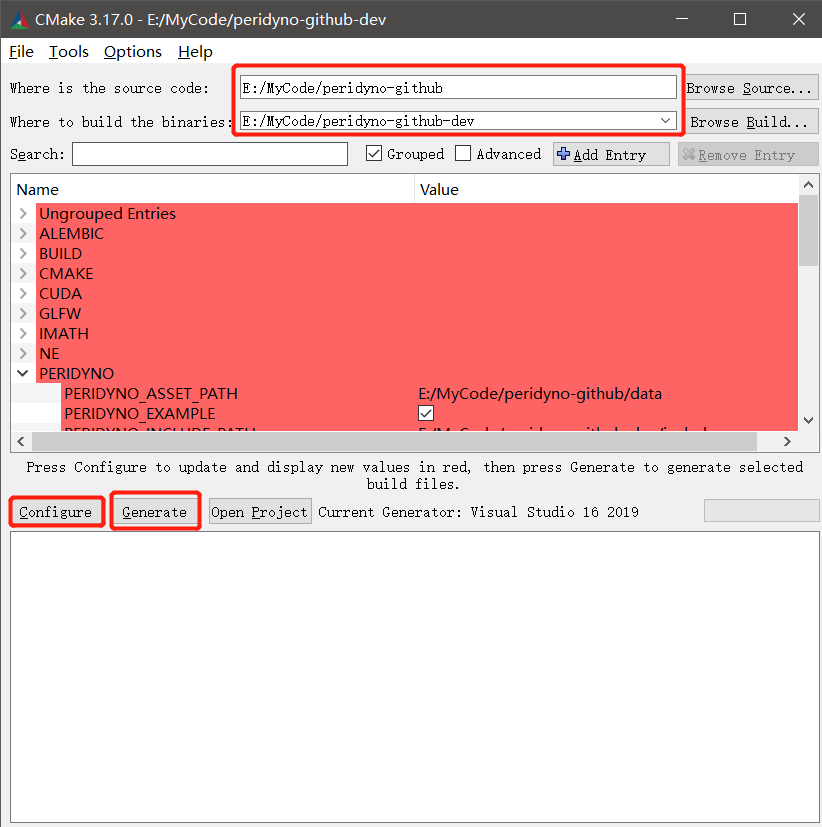 CMake 3.17.0 - E:/MyCode/peridyno-github-dev
File Tools Options Help
Where is the source code: E:/MyCode/peridyno-github Browse Source...
Where to build the binaries: E:/MyCode/peridyno-github-dev Browse Build...
Search: Grouped Advanced Add Entry Remove Entry
Name Value
Ungrouped Entries
ALEMBIC
BUILD
CMAKE
CUDA
GLFW
IMATH
NE
PERIDYNO
PERIDYNO_ASSET_PATH E:/MyCode/peridyno-github/data
PERIDYNO_EXAMPLE
Press Configure to update and display new values in red, then press Generate to generate selected
build files.
Configure Generate Open Project Current Generator: Visual Studio 16 2019